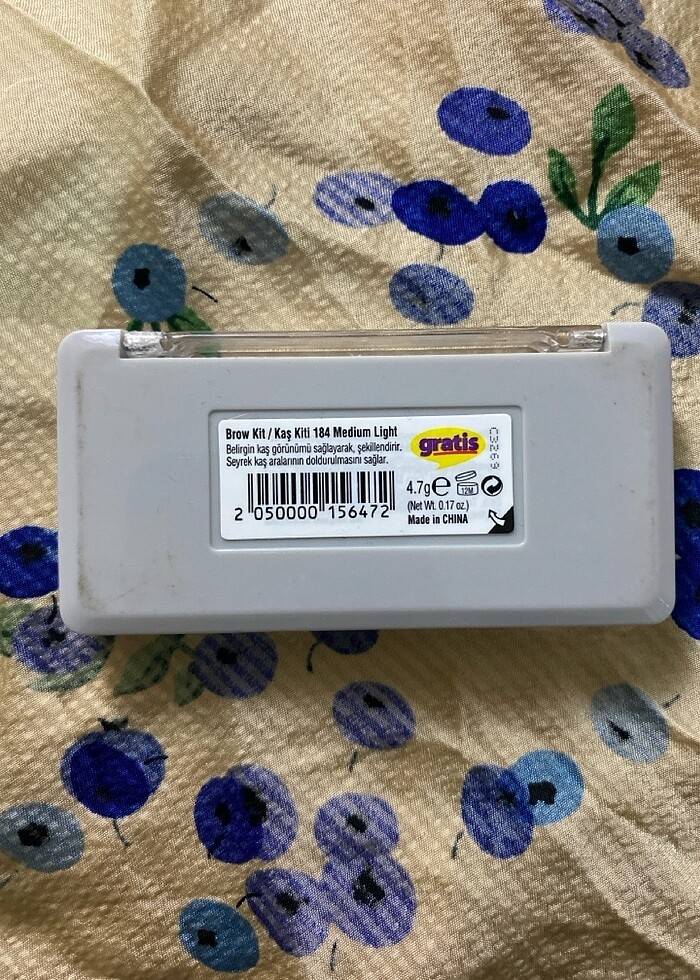 Brow Kit / Kaş Kiti 184 Medium Light
Belirgin kaş görünümü sağlayarak, şekillendirir.
Seyrek kaş aralarının doldurulmasını sağlar.
gratis
2 050000 156472
4.7g e 12M
(Net Wt. 0.17 oz.)
Made in CHINA